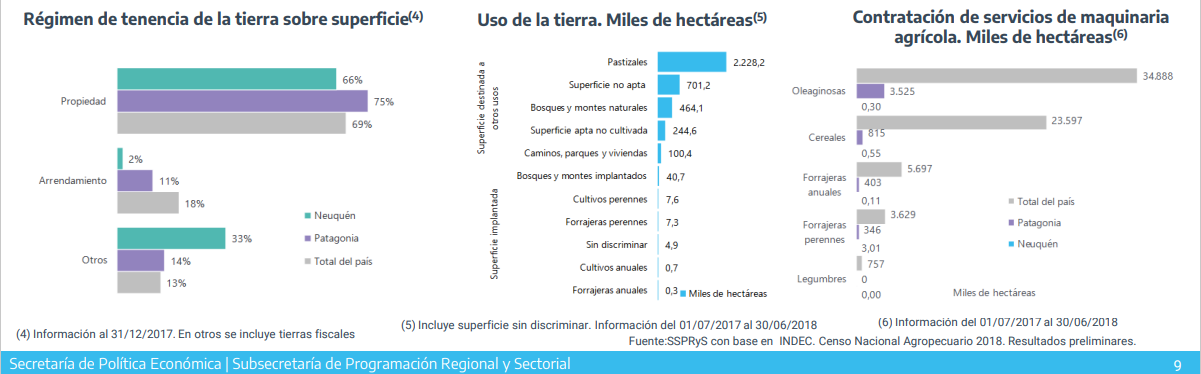 Régimen de tenencia de la tierra sobre superficie(4)
Propiedad
66%
75%
69%
Arrendamiento
2%
11%
18%
Otros
33%
14%
13%
Neuquén
Patagonia
Total del país
(4) Información al 31/12/2017. En otros se incluye tierras fiscales
Uso de la tierra. Miles de hectáreas(5)
Superficie destinada a
otros usos
Pastizales 2.228,2
Superficie no apta 701,2
Bosques y montes naturales 464,1
Superficie apta no cultivada 244,6
Caminos, parques y viviendas 100,4
Superficie implantada
Bosques y montes implantados 40,7
Cultivos perennes 7,6
Forrajeras perennes 7,3
Sin discriminar 4,9
Cultivos anuales 0,7
Forrajeras anuales 0,3
Miles de hectáreas
(5) Incluye superficie sin discriminar. Información del 01/07/2017 al 30/06/2018
Contratación de servicios de maquinaria
agrícola. Miles de hectáreas(6)
Oleaginosas
34.888
3.525
0,30
Cereales
23.597
815
0,55
Forrajeras
anuales
5.697
403
0,11
Forrajeras
perennes
3.629
346
3,01
Legumbres
757
0
0,00
Total del país
Patagonia
Neuquén
Miles de hectáreas
(6) Información del 01/07/2017 al 30/06/2018
Fuente:SSPRyS con base en INDEC. Censo Nacional Agropecuario 2018. Resultados preliminares.
Secretaría de Política Económica | Subsecretaría de Programación Regional y Sectorial
9